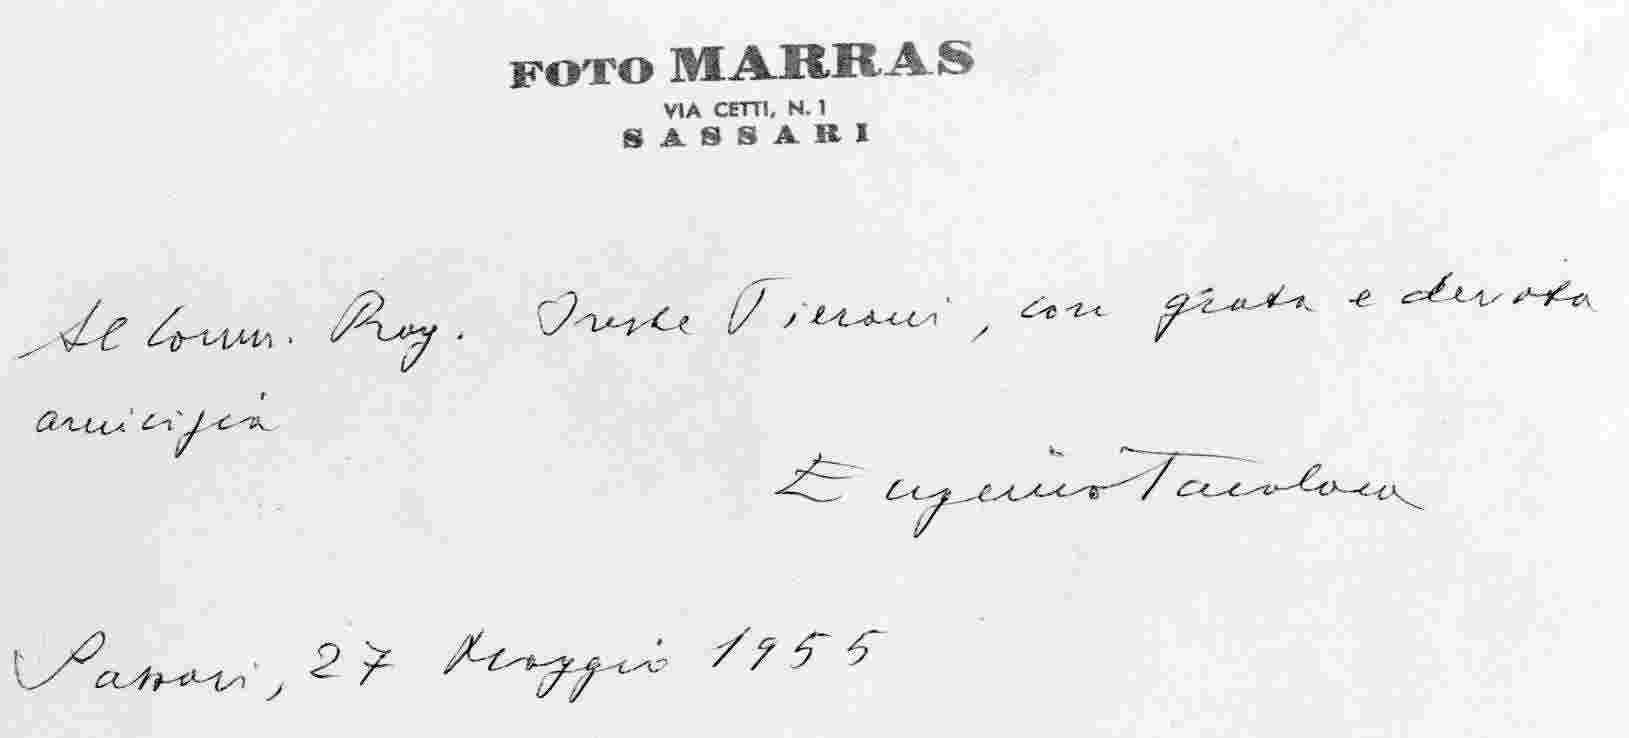 FOTO MARRAS
VIA CETTI, N. 1
SASSARI
Al Comm. Rag. Oreste Pieroni, con grata e devota
amicizia
Eugenio Tavolara
Sassari, 27 Maggio 1955